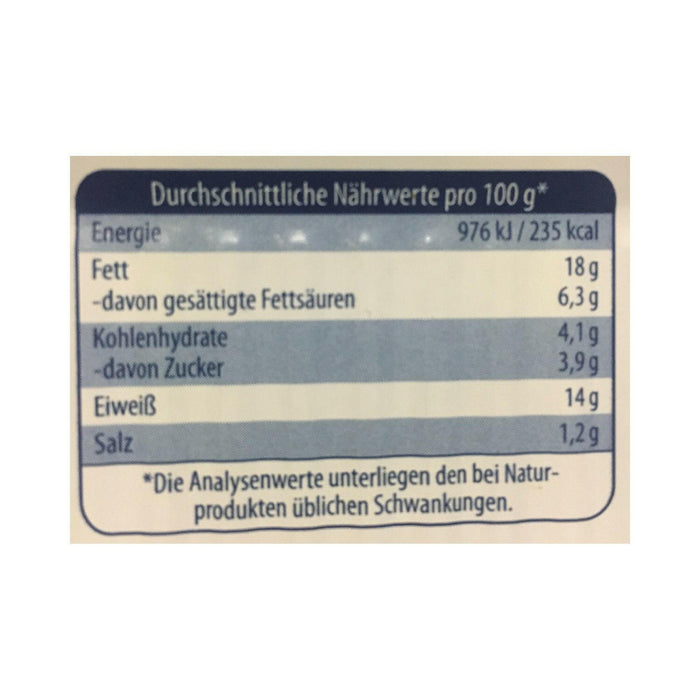 Durchschnittliche Nährwerte pro 100 g*
Energie 976 kJ / 235 kcal
Fett 18 g
-davon gesättigte Fettsäuren 6,3 g
Kohlenhydrate 4,1 g
-davon Zucker 3,9 g
Eiweiß 14 g
Salz 1,2 g
*Die Analysenwerte unterliegen den bei Natur-
produkten üblichen Schwankungen.